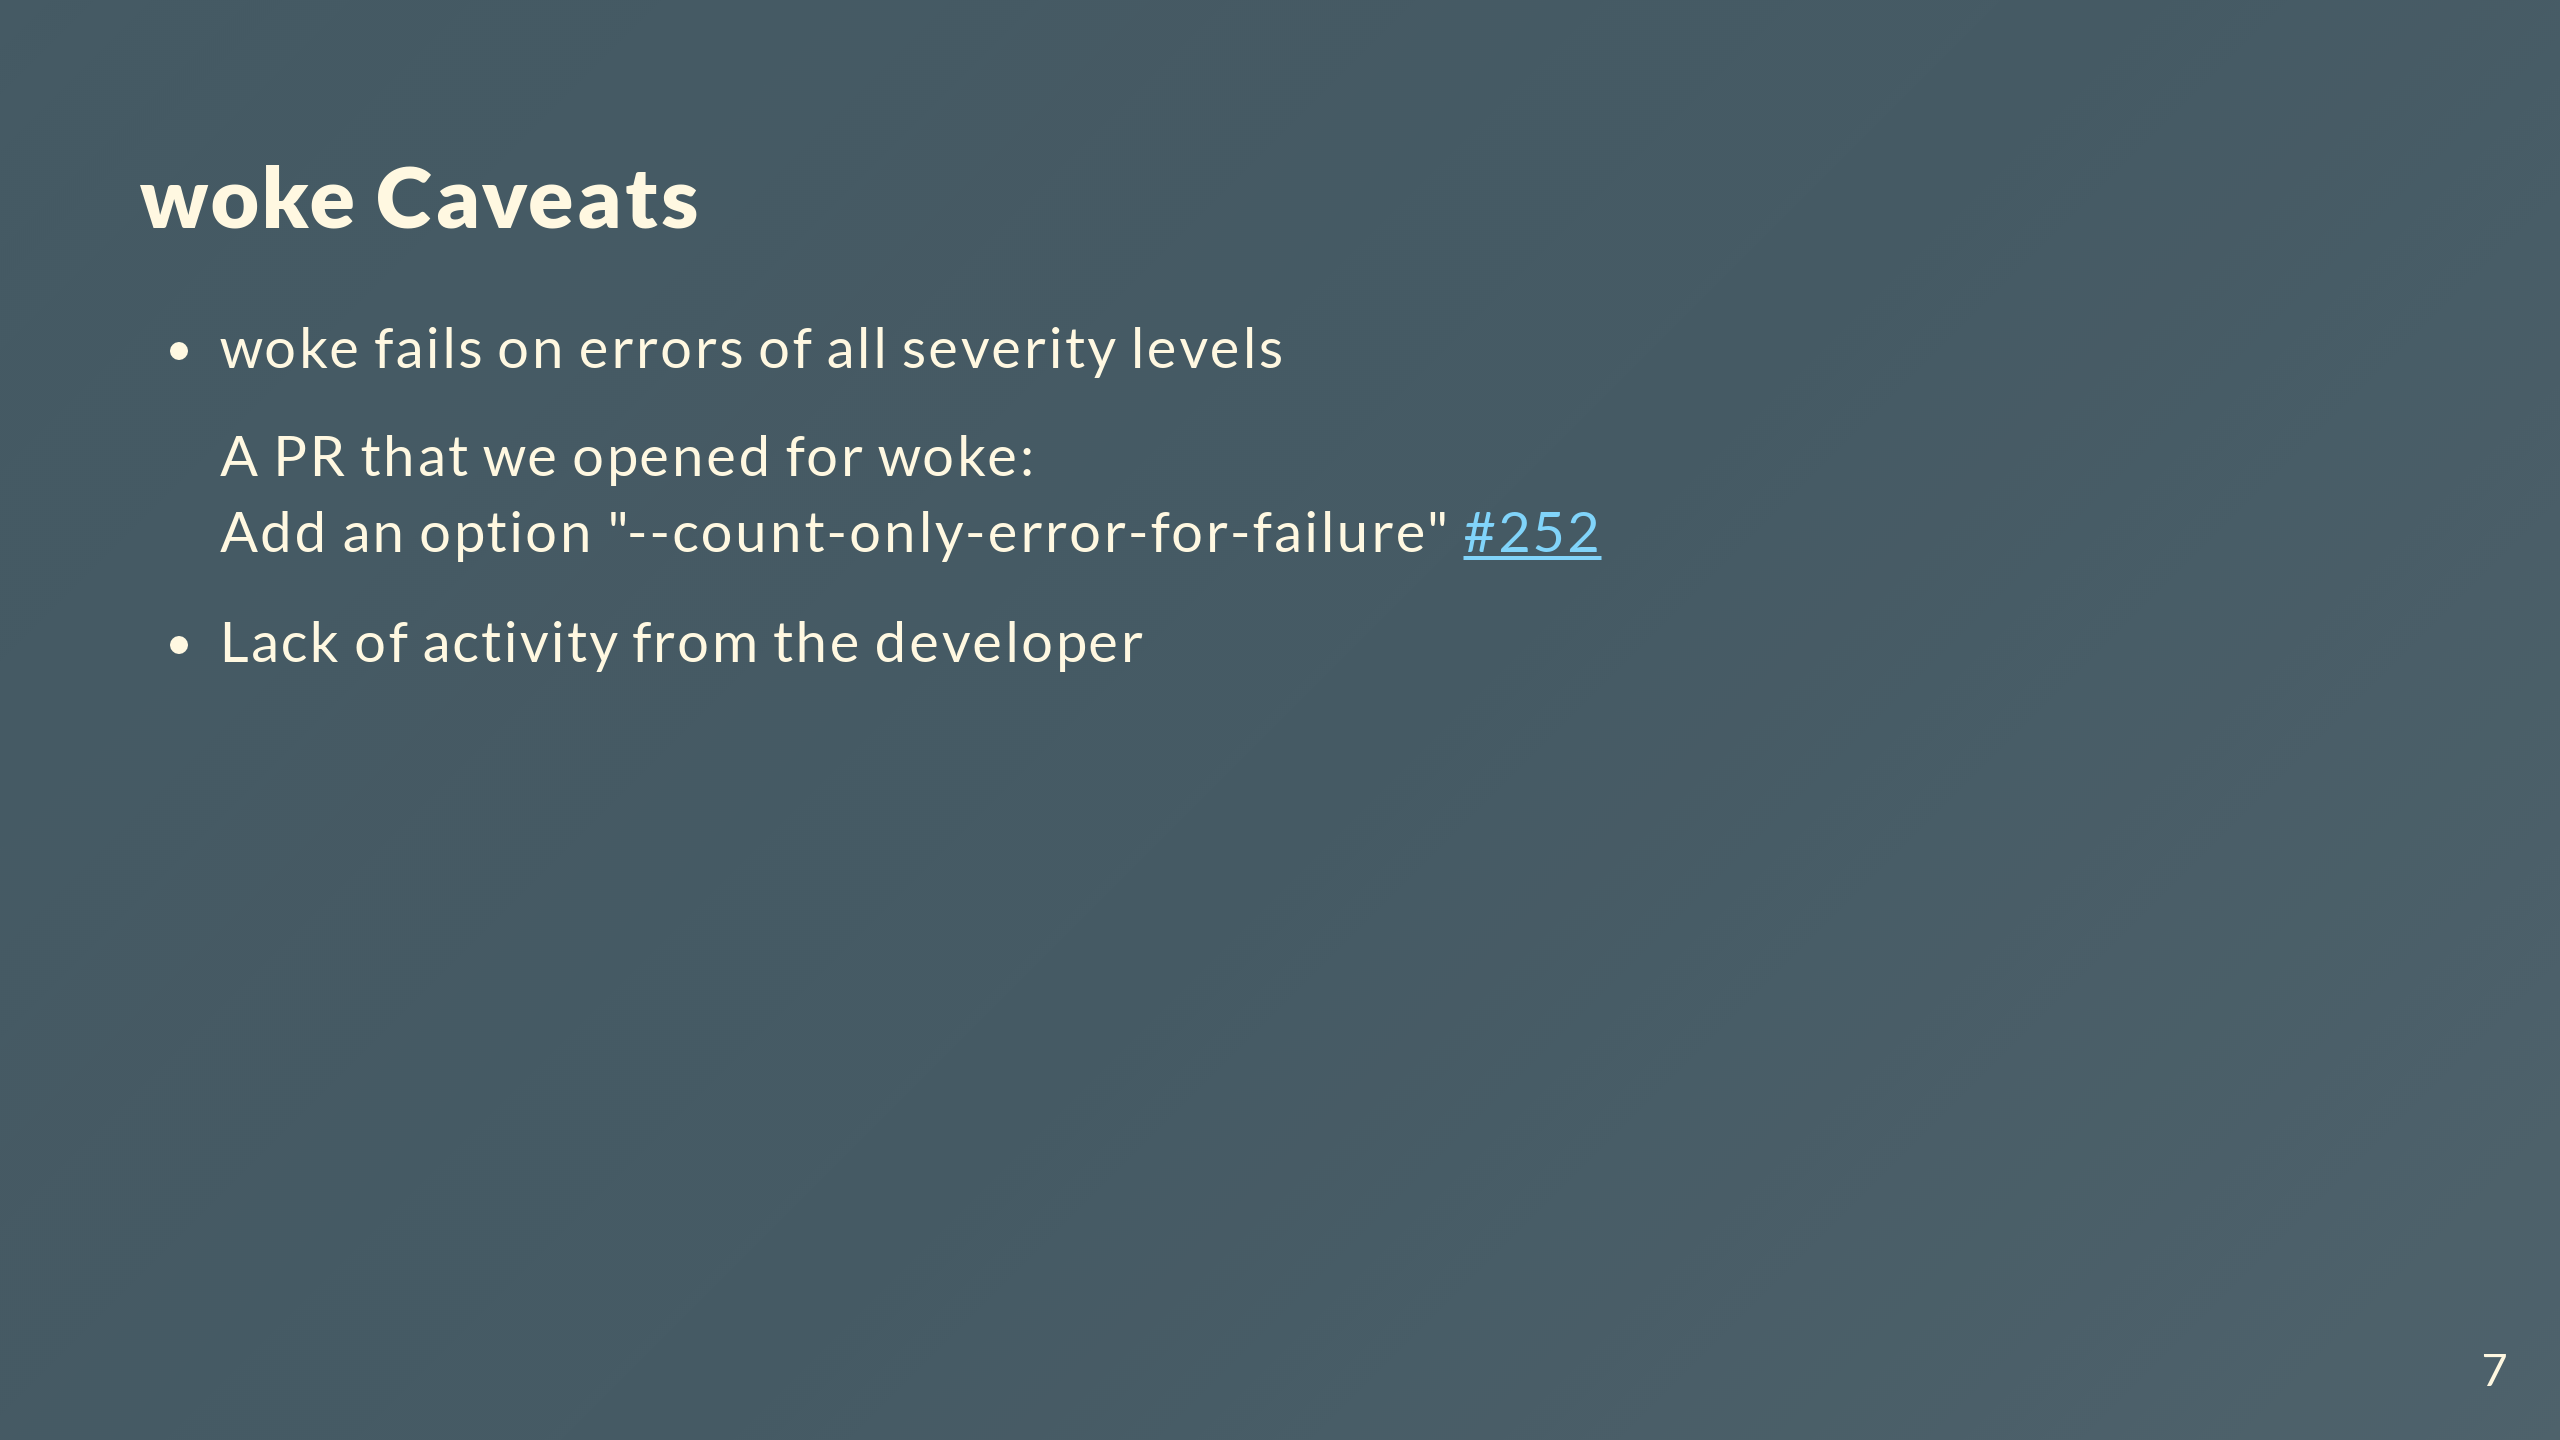 woke Caveats
• woke fails on errors of all severity levels
A PR that we opened for woke:
Add an option "--count-only-error-for-failure" #252
• Lack of activity from the developer
7